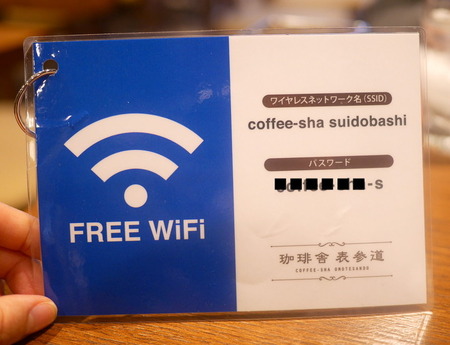 FREE WiFi
ワイヤレスネットワーク名(SSID)
coffee-sha suidobashi
パスワード
-s
珈琲舎 表参道
COFFEE-SHA OMOTESANDO